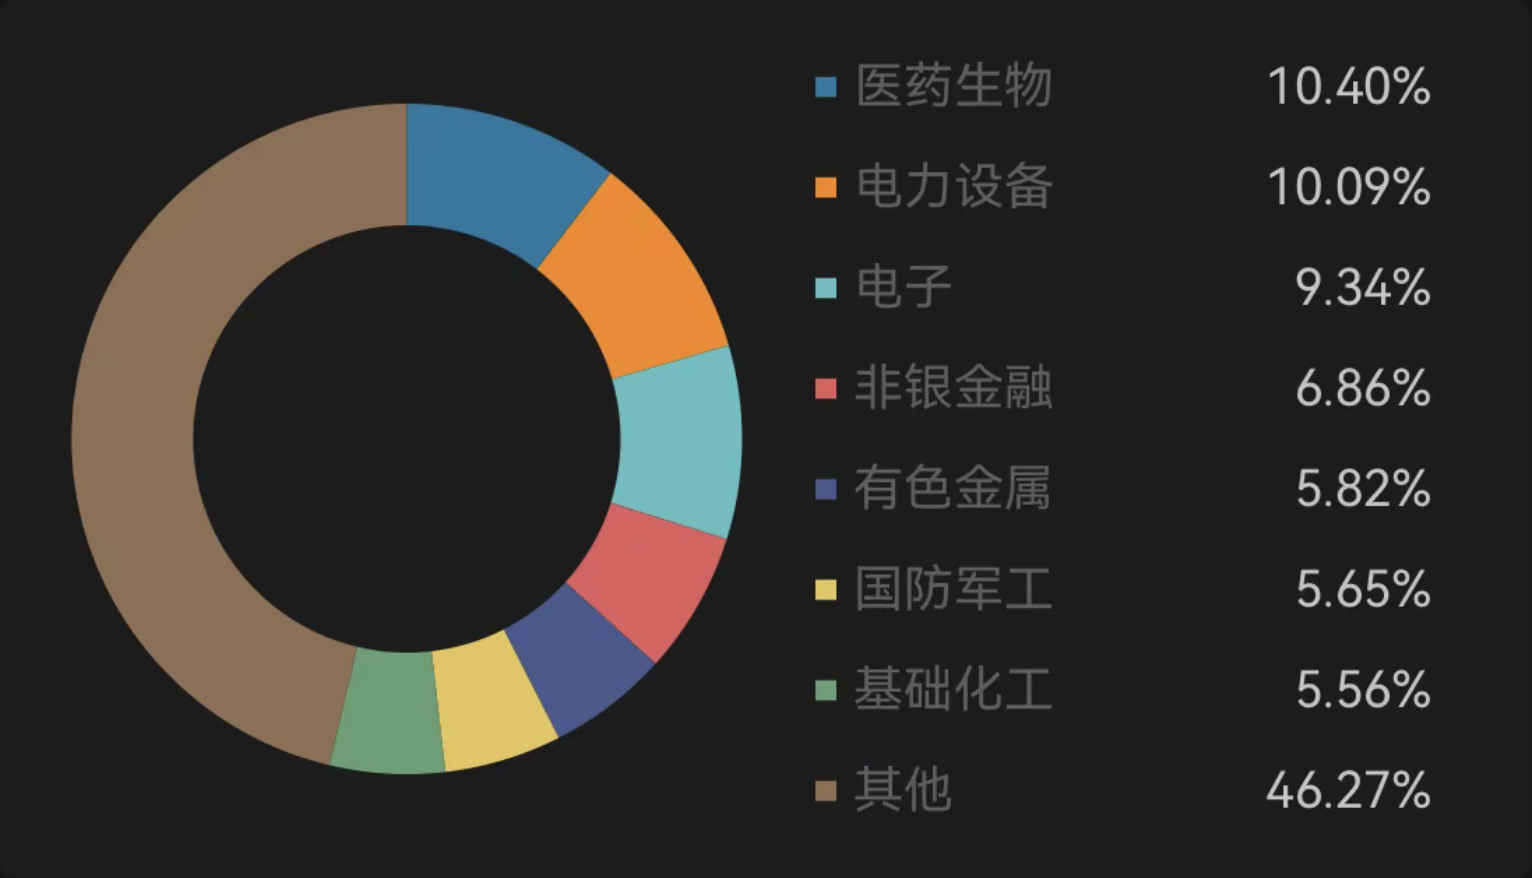 医药生物 10.40%
电力设备 10.09%
电子 9.34%
非银金融 6.86%
有色金属 5.82%
国防军工 5.65%
基础化工 5.56%
其他 46.27%